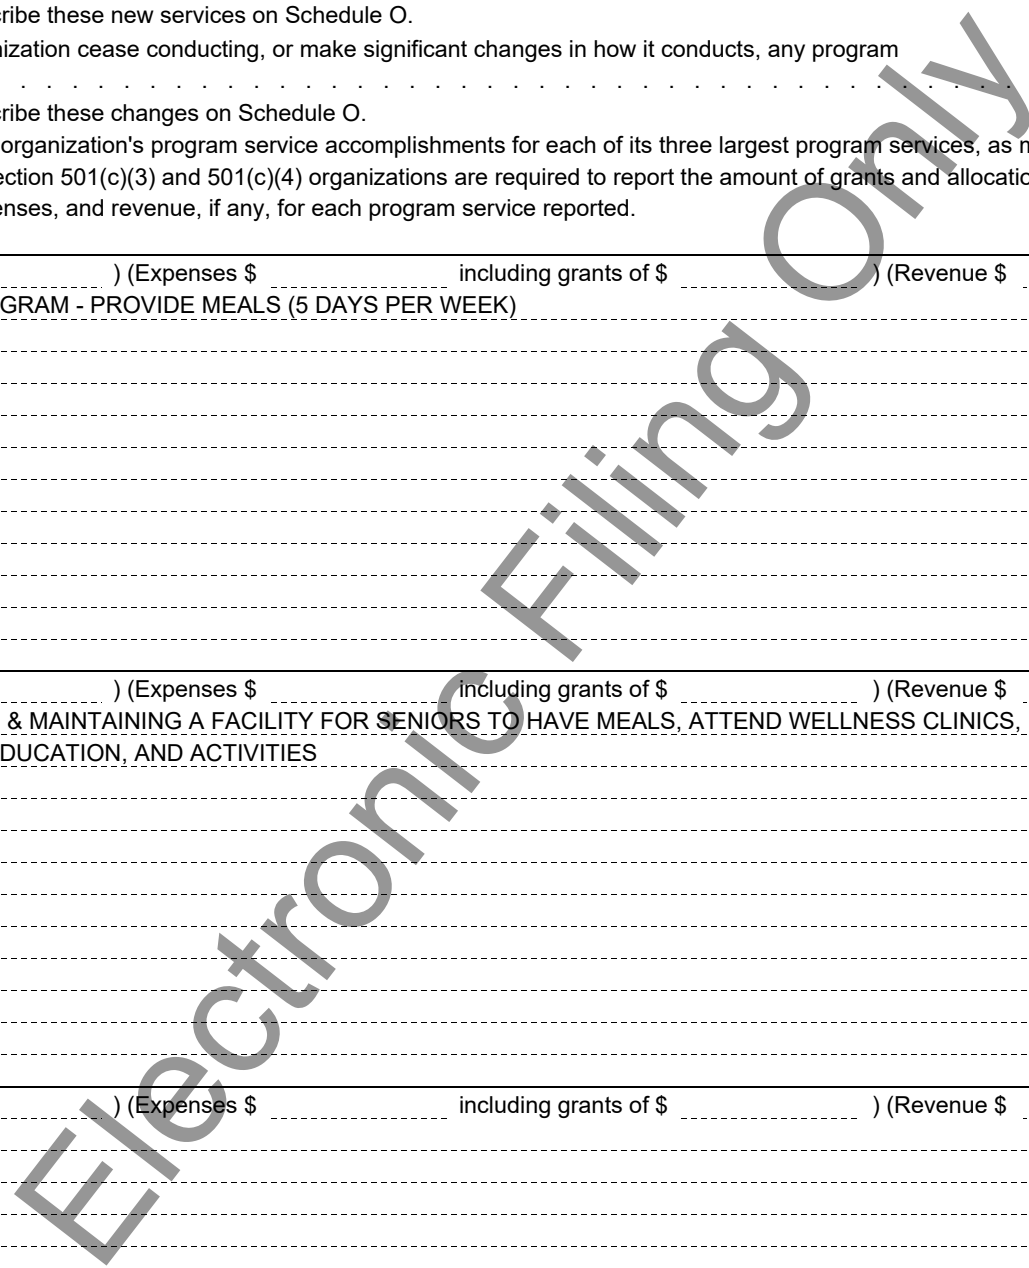 ribe these new services on Schedule O.
nization cease conducting, or make significant changes in how it conducts, any program
. . . . . . . . . . . . . . . . . . . . . . . . . . . . . . . . . . . . . . .
ribe these changes on Schedule O.
organization's program service accomplishments for each of its three largest program services, as m
ection 501(c)(3) and 501(c)(4) organizations are required to report the amount of grants and allocatio
enses, and revenue, if any, for each program service reported.
) (Expenses $ including grants of $ ) (Revenue $
GRAM - PROVIDE MEALS (5 DAYS PER WEEK)
) (Expenses $ including grants of $ ) (Revenue $
& MAINTAINING A FACILITY FOR SENIORS TO HAVE MEALS, ATTEND WELLNESS CLINICS,
DUCATION, AND ACTIVITIES
) (Expenses $ including grants of $ ) (Revenue $
Electronic Filing Only